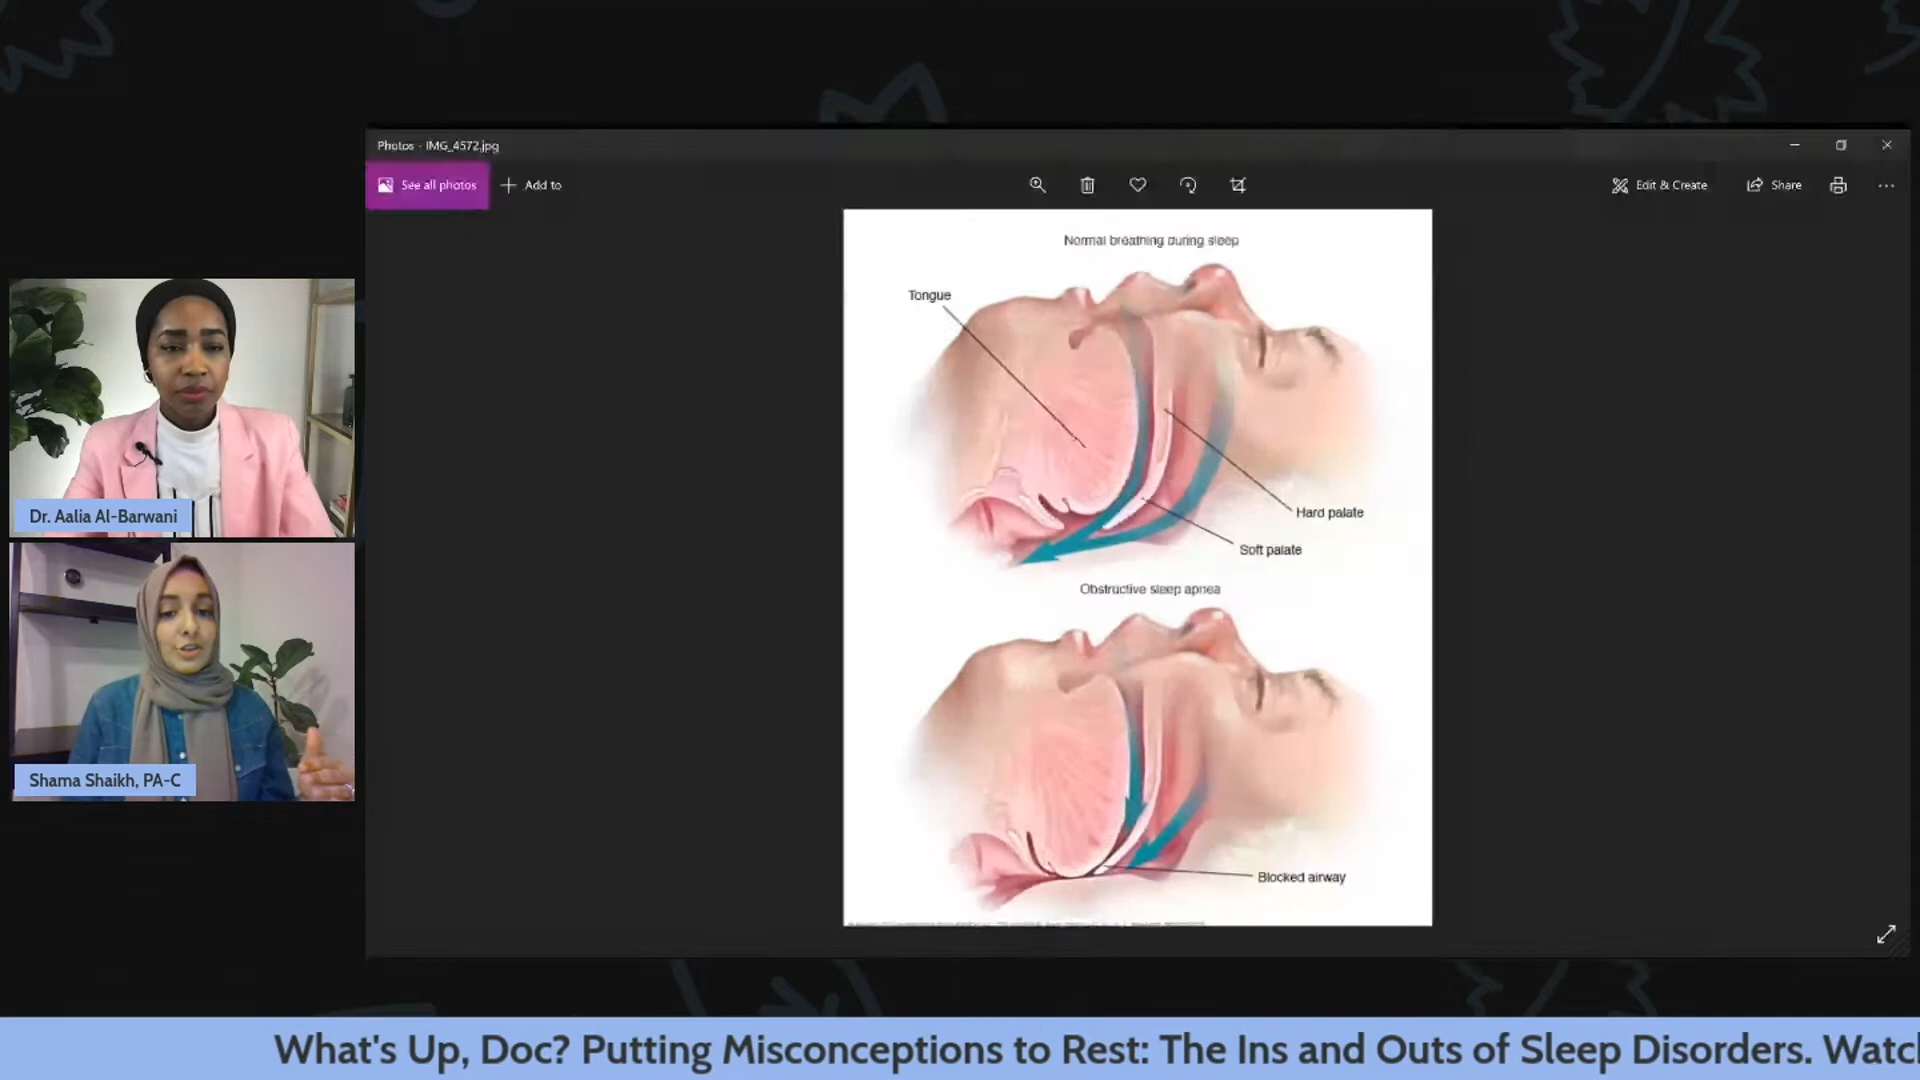 Photos - IMG_4572.jpg
See all photos
Add to
Edit & Create
Share
Normal breathing during sleep
Tongue
Hard palate
Soft palate
Obstructive sleep apnea
Blocked airway
Dr. Aalia Al-Barwani
Shama Shaikh, PA-C
What's Up, Doc? Putting Misconceptions to Rest: The Ins and Outs of Sleep Disorders. Watch